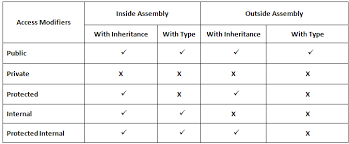 Access Modifiers Inside Assembly Outside Assembly
With Inheritance With Type With Inheritance With Type
Public ✓ ✓ ✓ ✓
Private X X X X
Protected ✓ X ✓ X
Internal ✓ ✓ X X
Protected Internal ✓ ✓ ✓ X